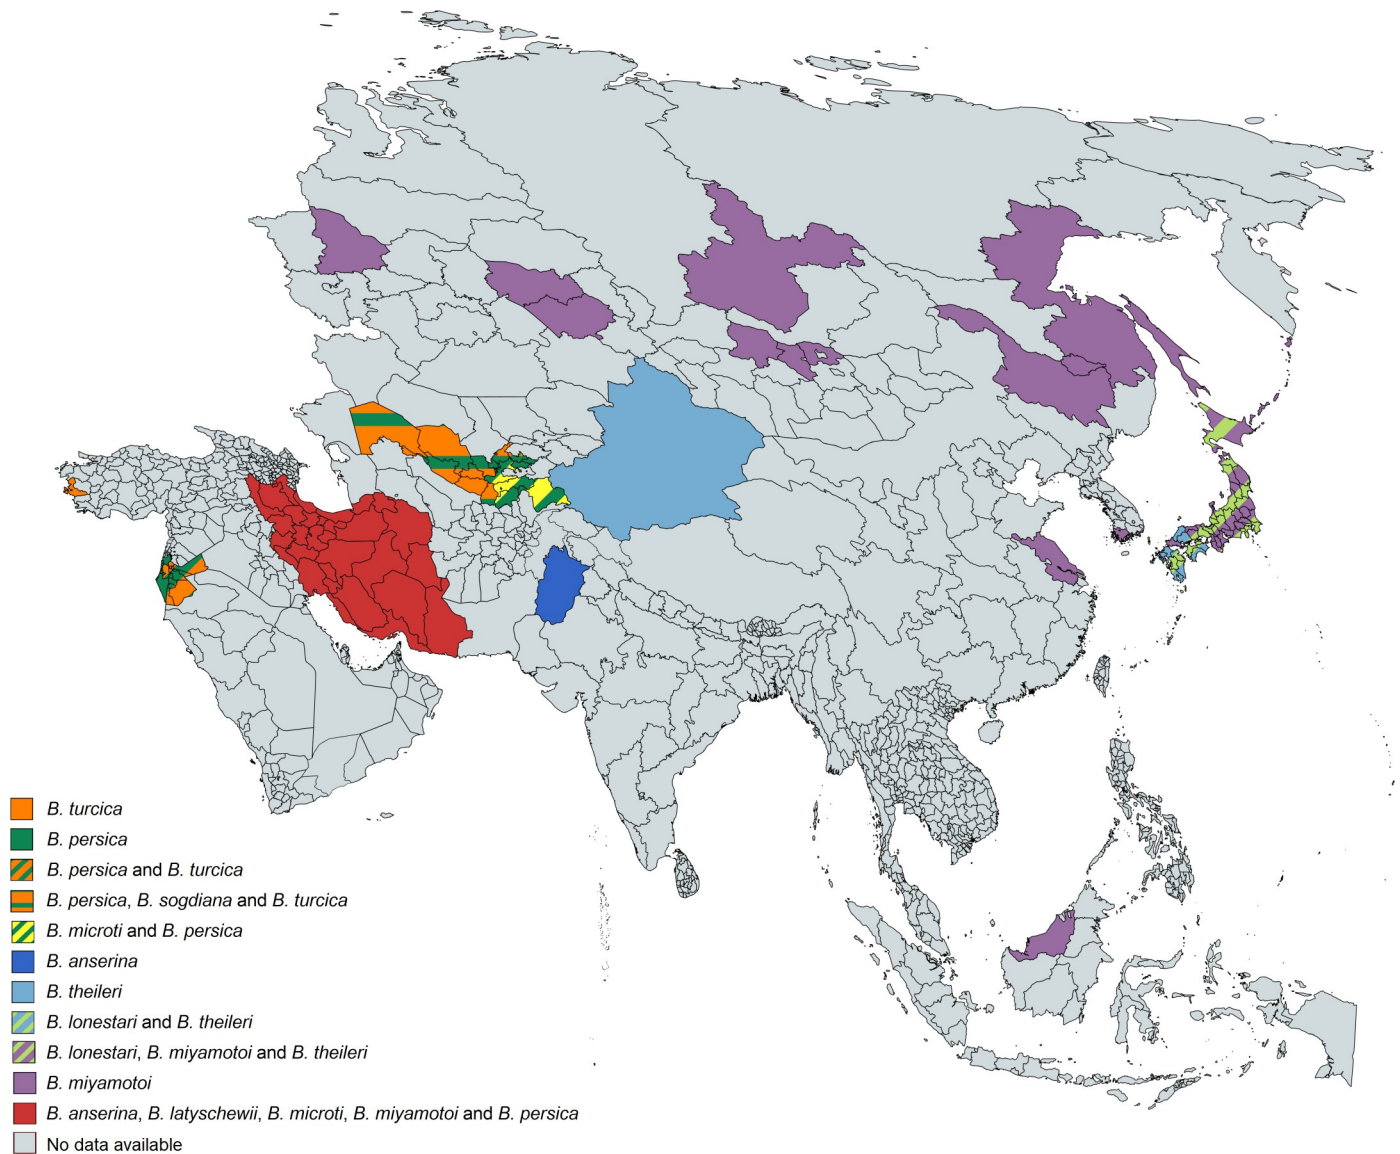 B. turcica
B. persica
B. persica and B. turcica
B. persica, B. sogdiana and B. turcica
B. microti and B. persica
B. anserina
B. theileri
B. lonestari and B. theileri
B. lonestari, B. miyamotoi and B. theileri
B. miyamotoi
B. anserina, B. latyschewii, B. microti, B. miyamotoi and B. persica
No data available